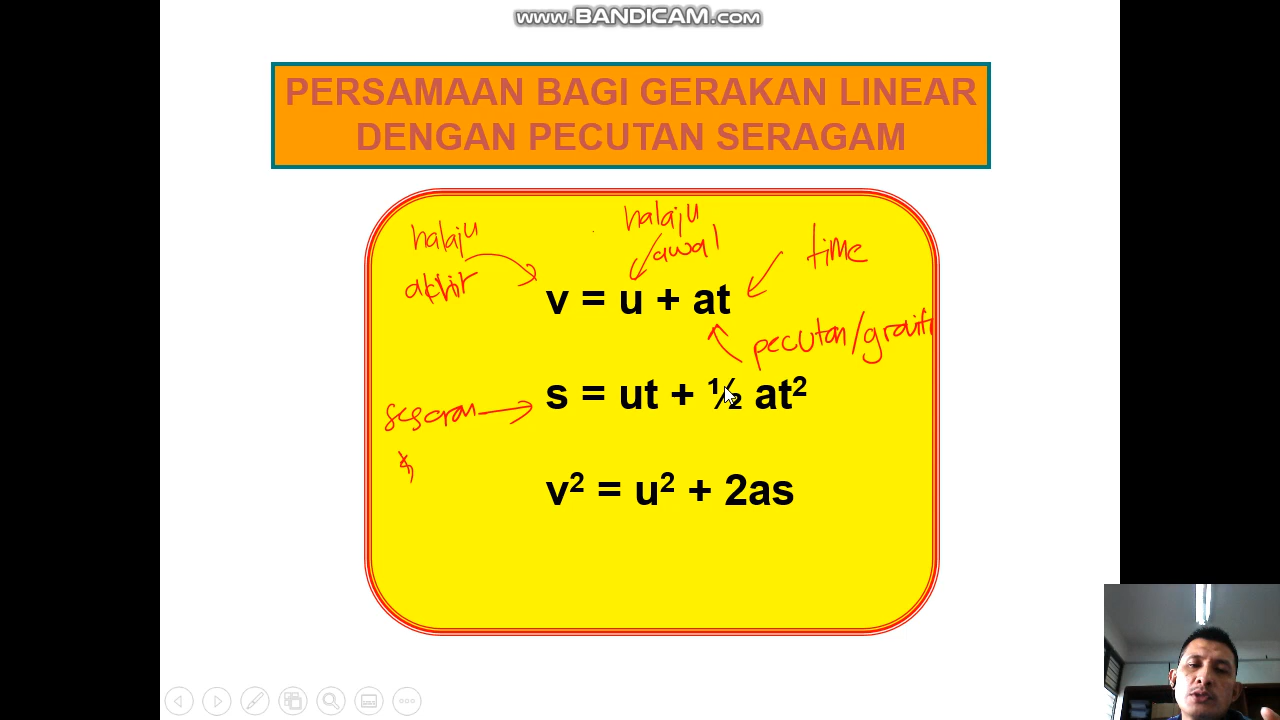 www.BANDICAM.com
PERSAMAAN BAGI GERAKAN LINEAR
DENGAN PECUTAN SERAGAM
halaju
akhir
halaju
awal
time
v = u + at
pecutan/graviti
s = ut + ½ at²
sesaran
v² = u² + 2as